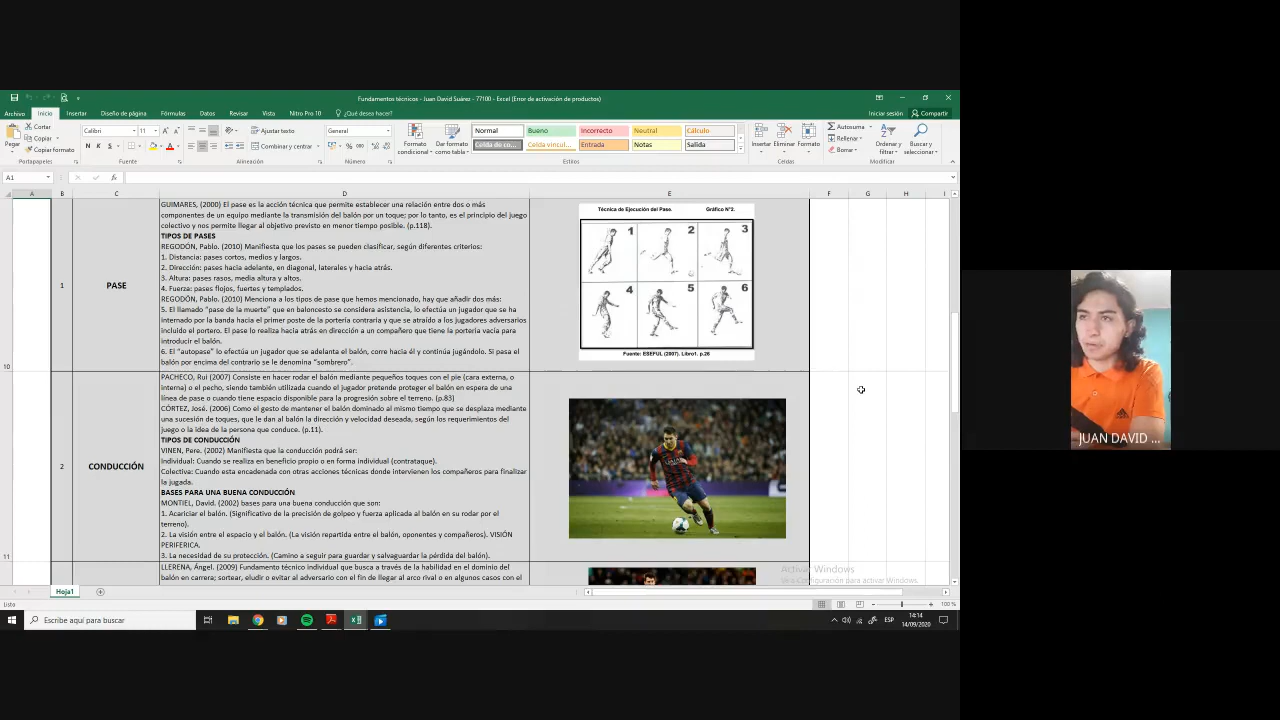 Fundamentos técnicos - Juan David Suárez - 77100 - Excel (Error de activación de productos)
Archivo Inicio Insertar Diseño de página Fórmulas Datos Revisar Vista Nitro Pro 10 ¿Qué desea hacer? Iniciar sesión Compartir
Pegar
Cortar
Copiar
Copiar formato
Calibri 11
N K S
Ajustar texto
Combinar y centrar
General
Formato condicional
Dar formato como tabla
Normal Bueno Incorrecto Neutral Cálculo
Celda de co... Celda vincul... Entrada Notas Salida
Insertar Eliminar Formato
Autosuma
Rellenar
Borrar
Buscar y seleccionar
Portapapeles Fuente Alineación Número Estilos Celdas Modificar
A1
A B C D E F G H I
1
PASE
GUIMARES, (2000) El pase es la acción técnica que permite establecer una relación entre dos o más
componentes de un equipo mediante la transmisión del balón por un toque; por lo tanto, es el principio del juego
colectivo y nos permite llegar al objetivo previsto en menor tiempo posible. (p.118).
TIPOS DE PASES
REGODÓN, Pablo. (2010) Manifiesta que los pases se pueden clasificar, según diferentes criterios:
1. Distancia: pases cortos, medios y largos.
2. Dirección: pases hacia adelante, en diagonal, laterales y hacia atrás.
3. Altura: pases rasos, media altura y altos.
4. Fuerza: pases flojos, fuertes y templados.
REGODÓN, Pablo. (2010) Menciona a los tipos de pase que hemos mencionado, hay que añadir dos más:
5. El llamado "pase de la muerte" que en baloncesto se considera asistencia, lo efectúa un jugador que se ha
internado por la banda hacia el primer poste de la portería contraria y que se atraído a los jugadores adversarios
incluido el portero. El pase lo realiza hacia atrás en dirección a un compañero que tiene la portería vacía para
introducir el balón.
6. El "autopase" lo efectúa un jugador que se adelanta el balón, corre hacia él y continúa jugándolo. Si pasa el
balón por encima del contrario se le denomina "sombrero".
Técnica de Ejecución del Pase. Gráfico N°2.
1 2 3
4 5 6
Fuente: ESEFUL (2007). Libro1. p.26
10
2
CONDUCCIÓN
PACHECO, Rui (2007) Consiste en hacer rodar el balón mediante pequeños toques con el pie (cara externa, o
interna) o el pecho, siendo también utilizada cuando el jugador pretende proteger el balón en espera de una
línea de pase o cuando tiene espacio disponible para la progresión sobre el terreno. (p.83)
CÓRTEZ, José. (2006) Como el gesto de mantener el balón dominado al mismo tiempo que se desplaza mediante
una sucesión de toques, que le dan al balón la dirección y velocidad deseada, según los requerimientos del
juego o la idea de la persona que conduce. (p.11).
TIPOS DE CONDUCCIÓN
VINEN, Pere. (2002) Manifiesta que la conducción podrá ser:
Individual: Cuando se realiza en beneficio propio o en forma individual (contrataque).
Colectiva: Cuando esta encadenada con otras acciones técnicas donde intervienen los compañeros para finalizar
la jugada.
BASES PARA UNA BUENA CONDUCCIÓN
MONTIEL, David. (2002) bases para una buena conducción que son:
1. Acariciar el balón. (Significativo de la precisión de golpeo y fuerza aplicada al balón en su rodar por el
terreno).
2. La visión entre el espacio y el balón. (La visión repartida entre el balón, oponentes y compañeros). VISIÓN
PERIFERICA.
3. La necesidad de su protección. (Camino a seguir para guardar y salvaguardar la pérdida del balón).
11
LLERENA, Ángel. (2009) Fundamento técnico individual que busca a través de la habilidad en el dominio del
balón en carrera; sortear, eludir o evitar al adversario con el fin de llegar al arco rival o en algunos casos con el
Activar Windows
Ve a Configuración para activar Windows.
Hoja1
Listo
100 %
Escribe aquí para buscar
ESP
14:14
14/09/2020
JUAN DAVID ...